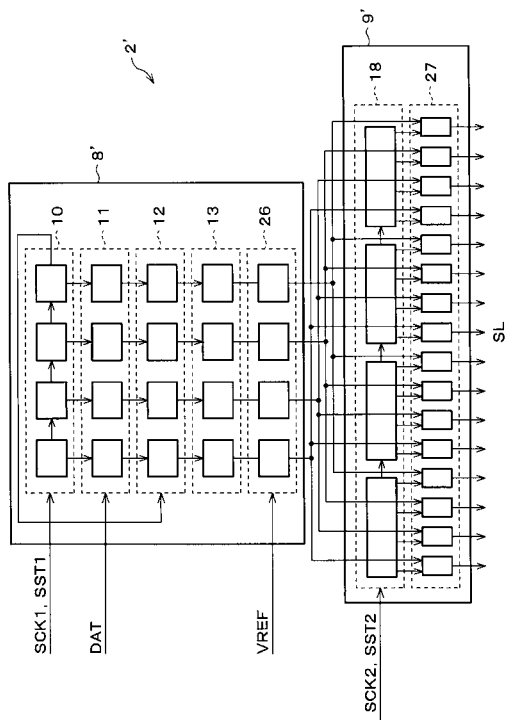 2'
8'
10
11
12
13
26
SCK1, SST1
DAT
VREF
9'
18
27
SCK2, SST2
SL